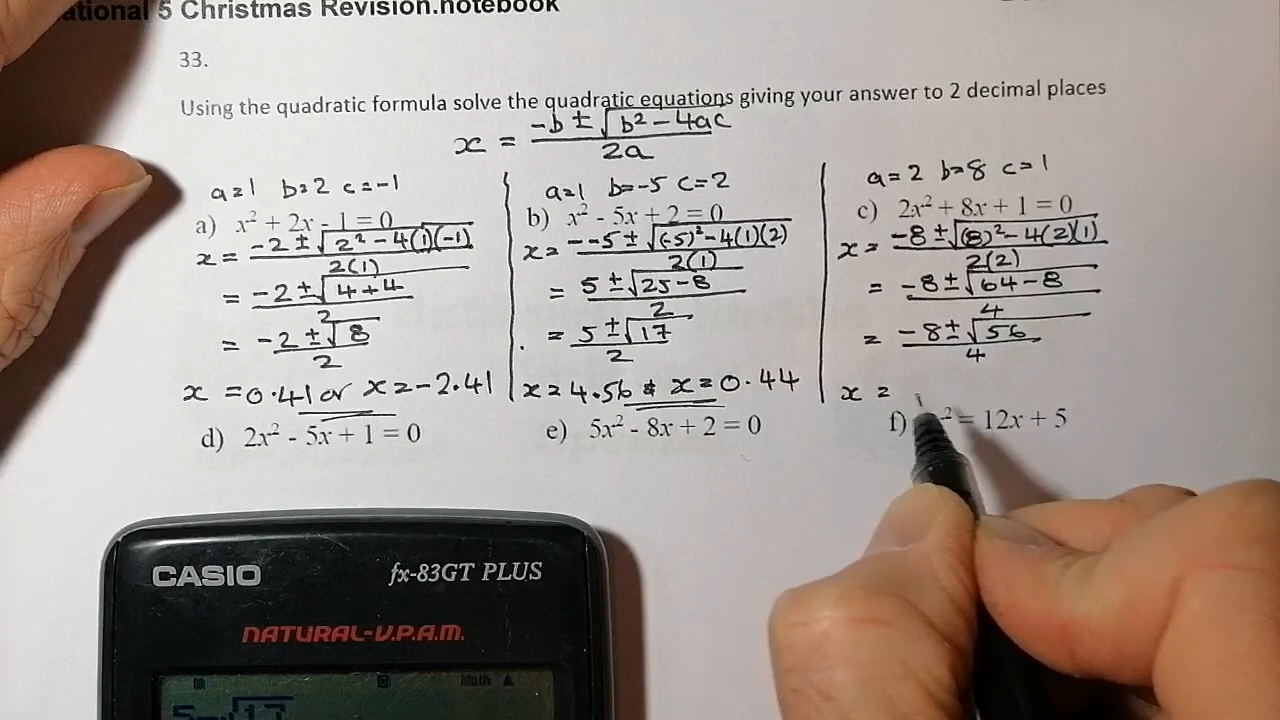 ational 5 Christmas Revision.notebook
33.
Using the quadratic formula solve the quadratic equations giving your answer to 2 decimal places
x = (-b ± √(b² - 4ac))/2a
a=1 b=2 c=-1
a) x² + 2x - 1 = 0
x = (-2 ± √(2² - 4(1)(-1)))/2(1)
= (-2 ± √(4+4))/2
= (-2 ± √8)/2
x = 0.41 or x = -2.41
a=1 b=-5 c=2
b) x² - 5x + 2 = 0
x = (--5 ± √((-5)² - 4(1)(2)))/2(1)
= (5 ± √(25-8))/2
= (5 ± √17)/2
x = 4.56 & x = 0.44
a=2 b=8 c=1
c) 2x² + 8x + 1 = 0
x = (-8 ± √((8)² - 4(2)(1)))/2(2)
= (-8 ± √(64-8))/4
= (-8 ± √56)/4
x =
d) 2x² - 5x + 1 = 0
e) 5x² - 8x + 2 = 0
f) ² = 12x + 5
CASIO fx-83GT PLUS
NATURAL-V.P.A.M.
M D Math ▲
5-√17